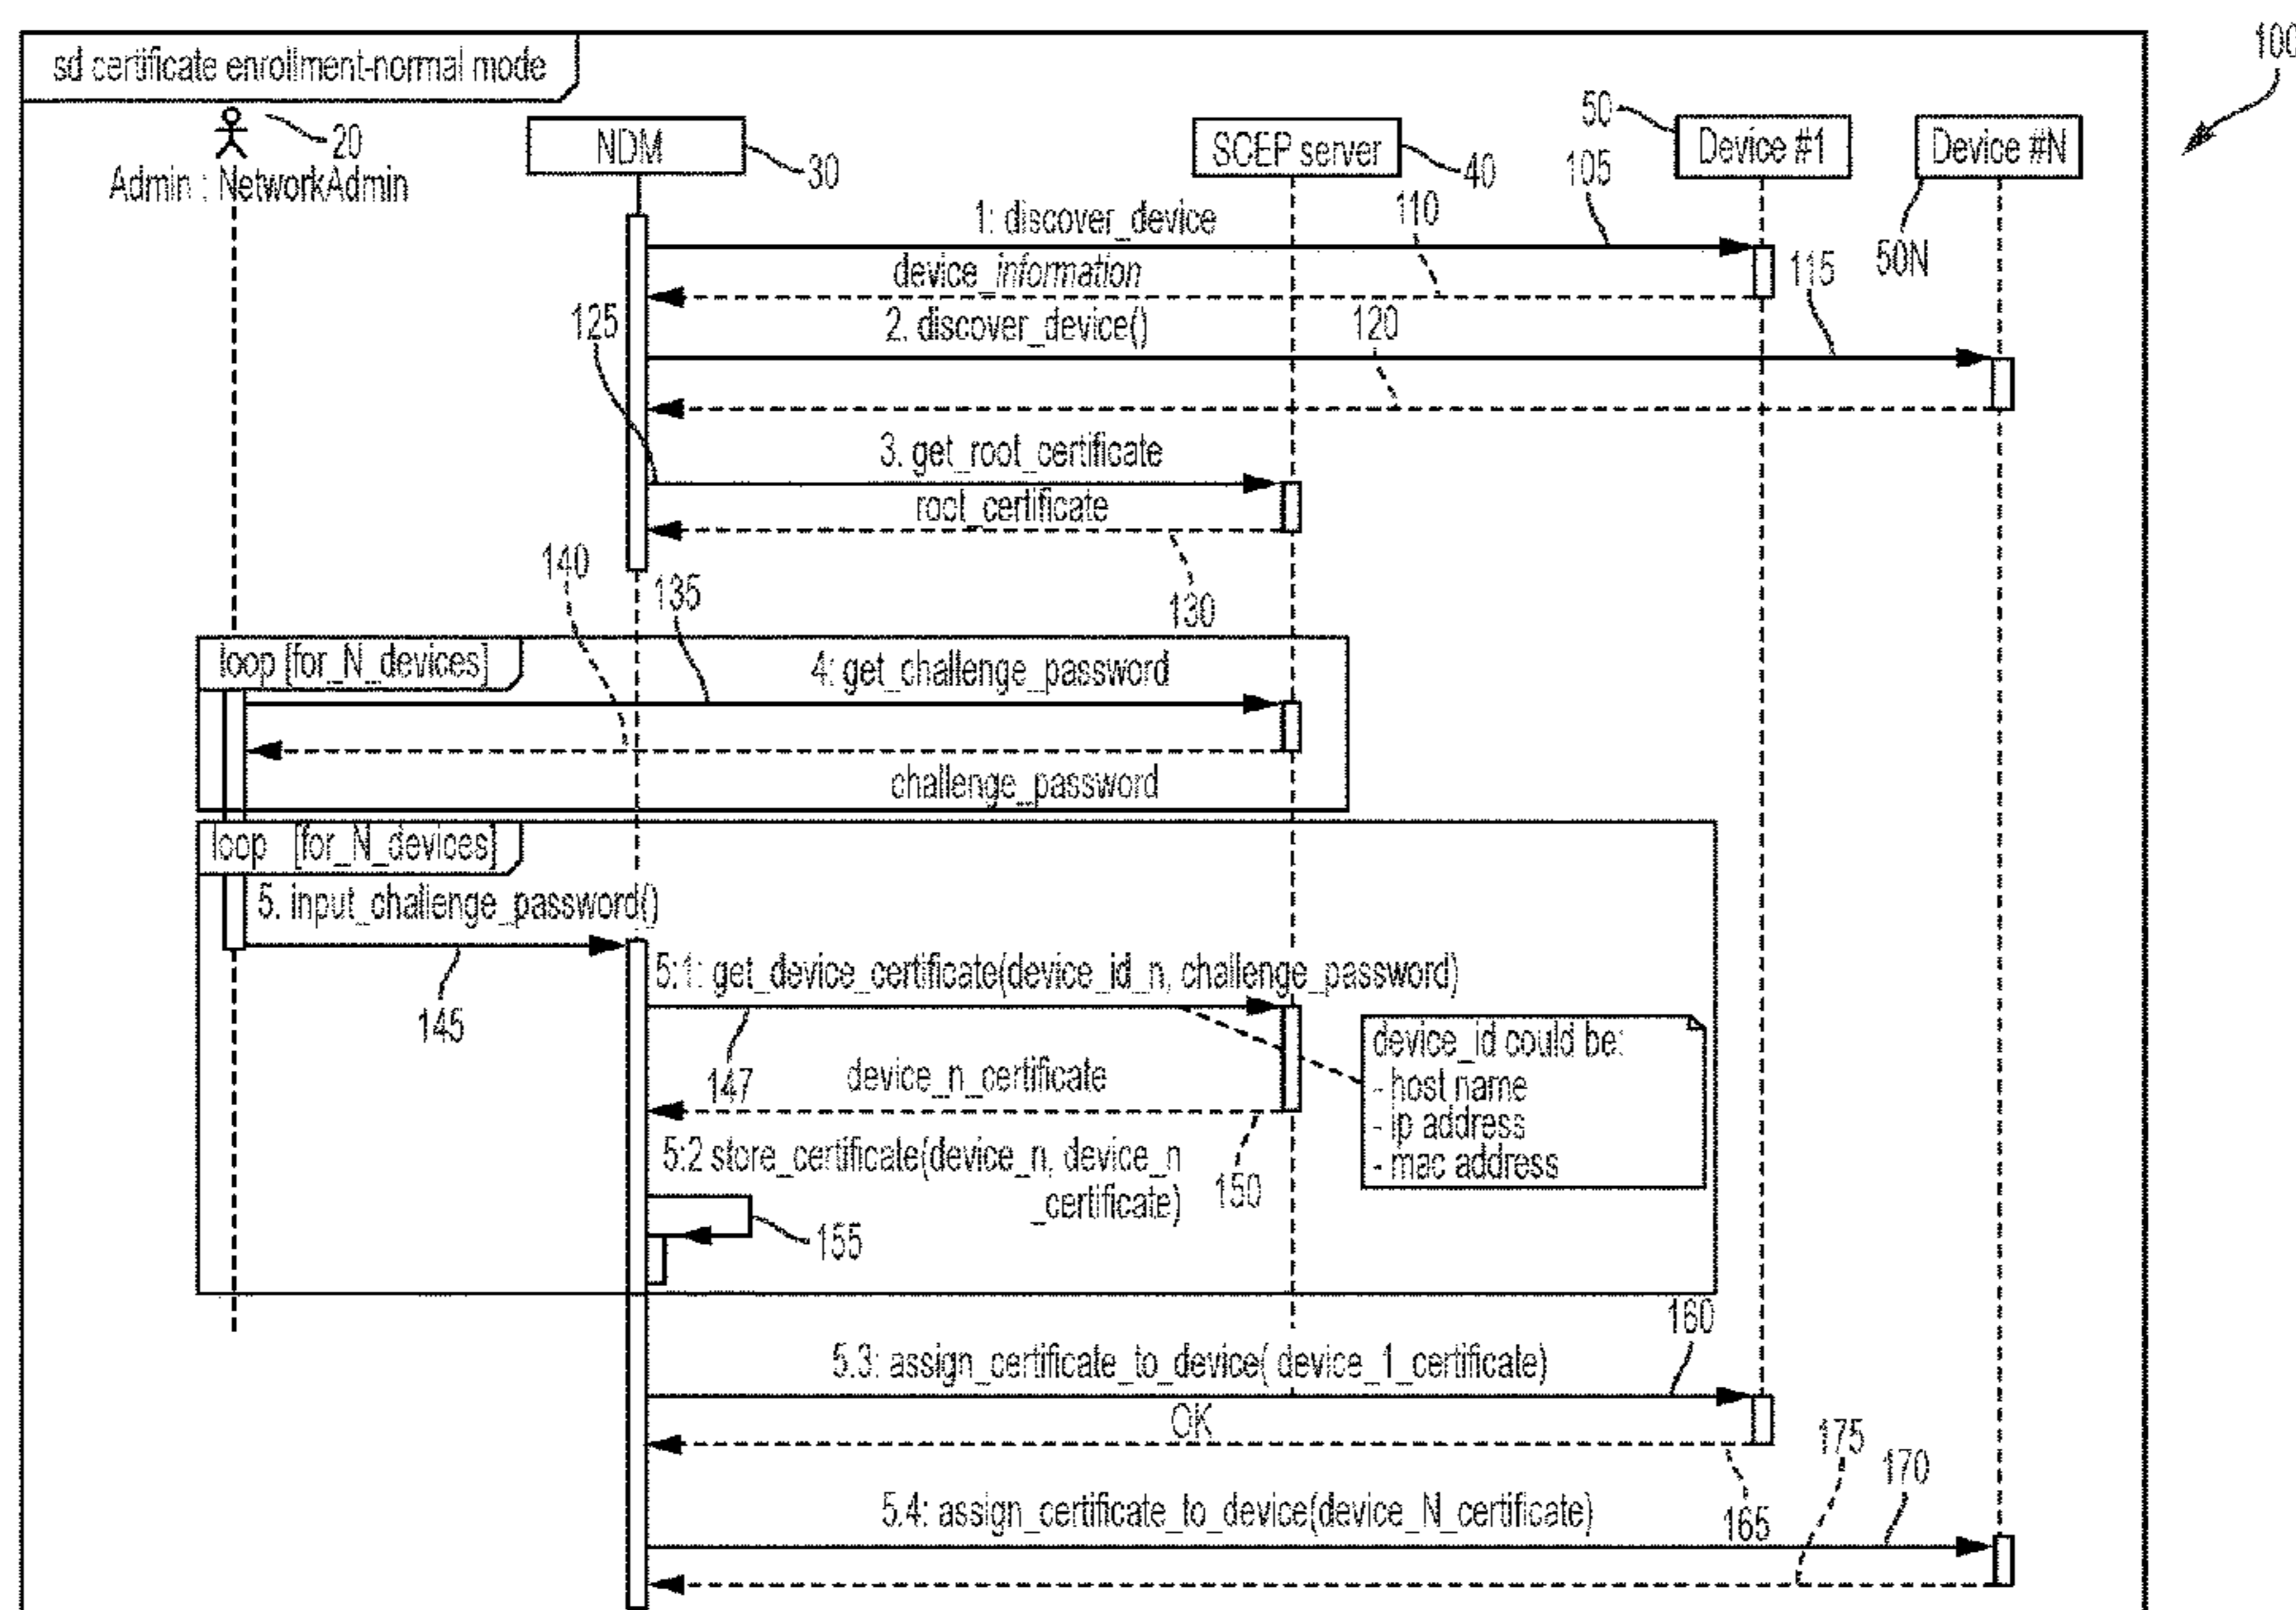 100
sd certificate enrollment-normal mode
20
Admin : NetworkAdmin
NDM
30
SCEP server
40
50
Device #1
Device #N
50N
1: discover_device
105
110
device_information
115
125
2. discover_device()
120
3. get_root_certificate
root_certificate
130
140
135
loop [for_N_devices]
4: get_challenge_password
challenge_password
loop [for_N_devices]
5. input_challenge_password()
145
5:1: get_device_certificate(device_id_n, challenge_password)
147
device_id could be:
- host name
- ip address
- mac address
device_n_certificate
150
5:2 store_certificate(device_n, device_n
_certificate)
155
160
5.3: assign_certificate_to_device( device_1_certificate)
OK
165
175
170
5.4: assign_certificate_to_device(device_N_certificate)